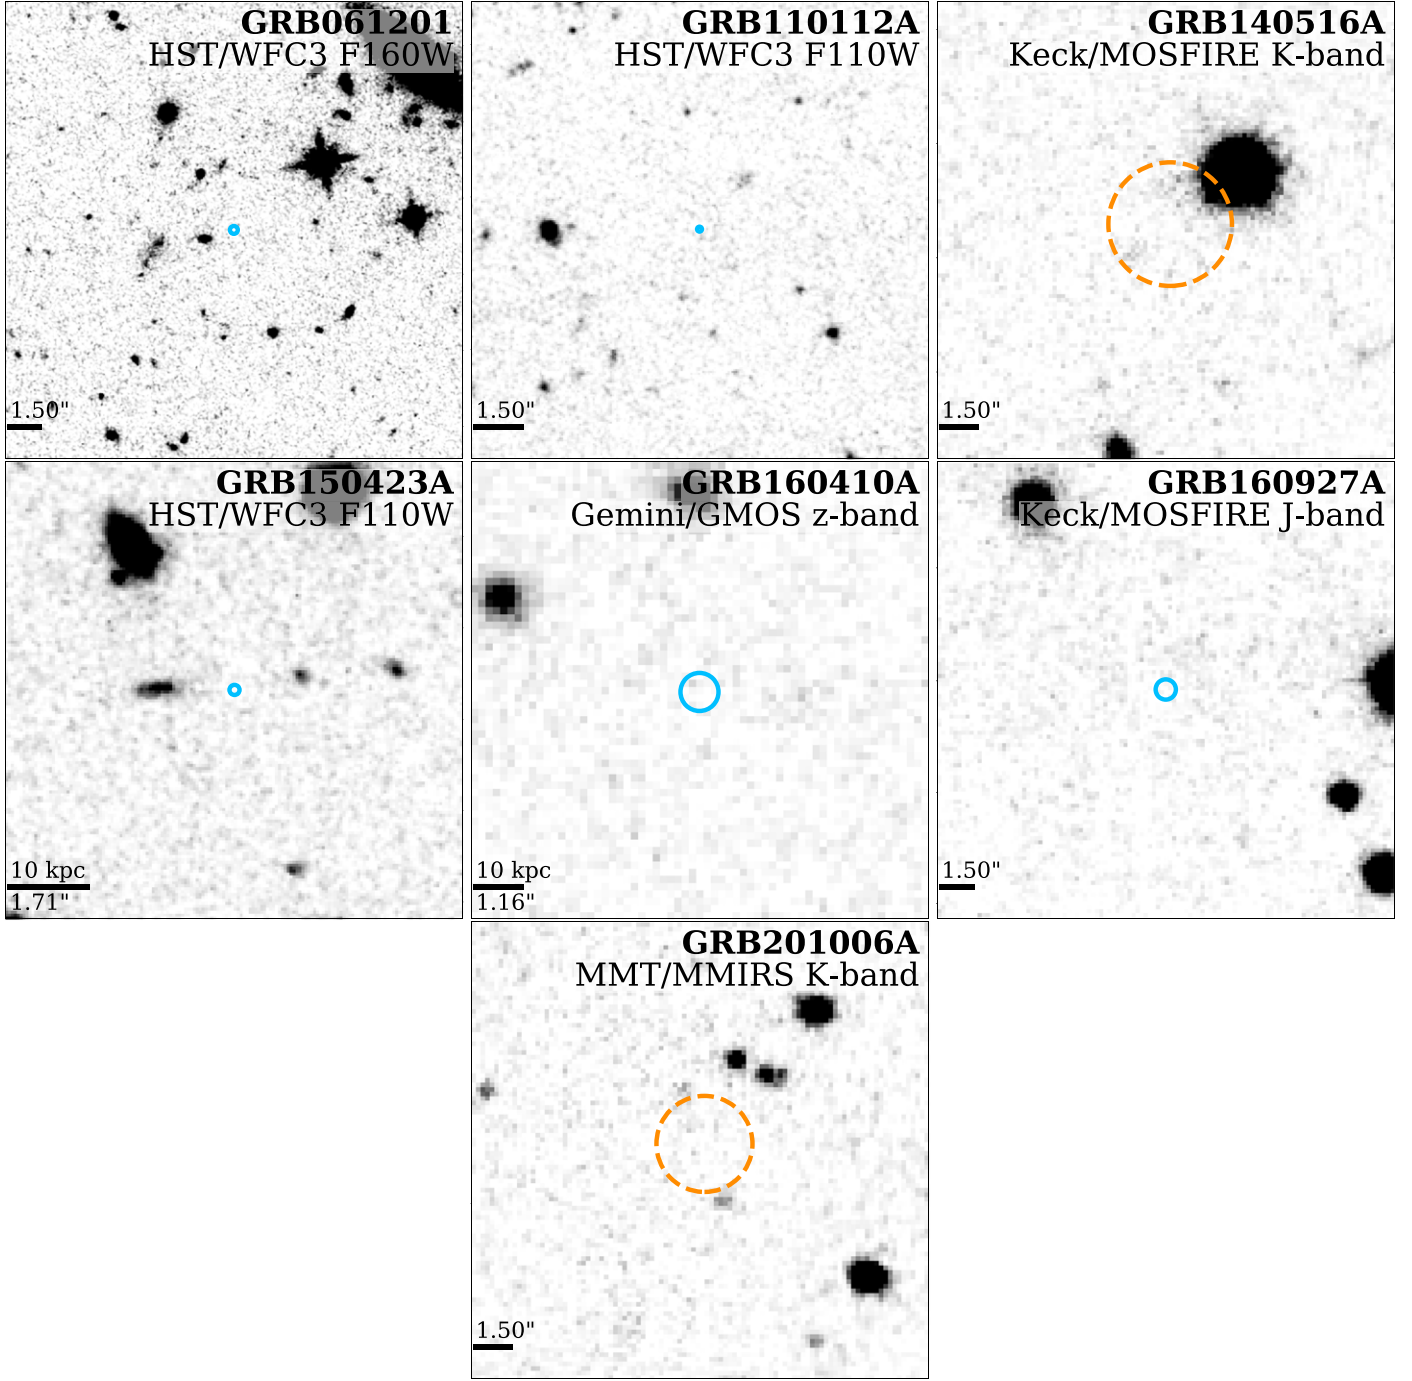 GRB061201
HST/WFC3 F160W
1.50"
GRB110112A
HST/WFC3 F110W
1.50"
GRB140516A
Keck/MOSFIRE K-band
1.50"
GRB150423A
HST/WFC3 F110W
10 kpc
1.71"
GRB160410A
Gemini/GMOS z-band
10 kpc
1.16"
GRB160927A
Keck/MOSFIRE J-band
1.50"
GRB201006A
MMT/MMIRS K-band
1.50"